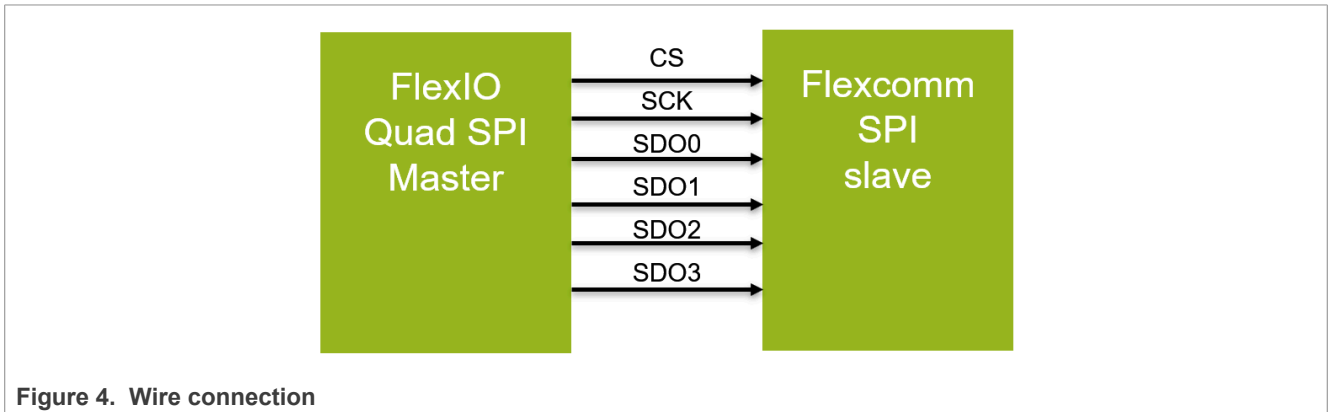 FlexIO
Quad SPI
Master
CS
SCK
SDO0
SDO1
SDO2
SDO3
Flexcomm
SPI
slave
Figure 4. Wire connection